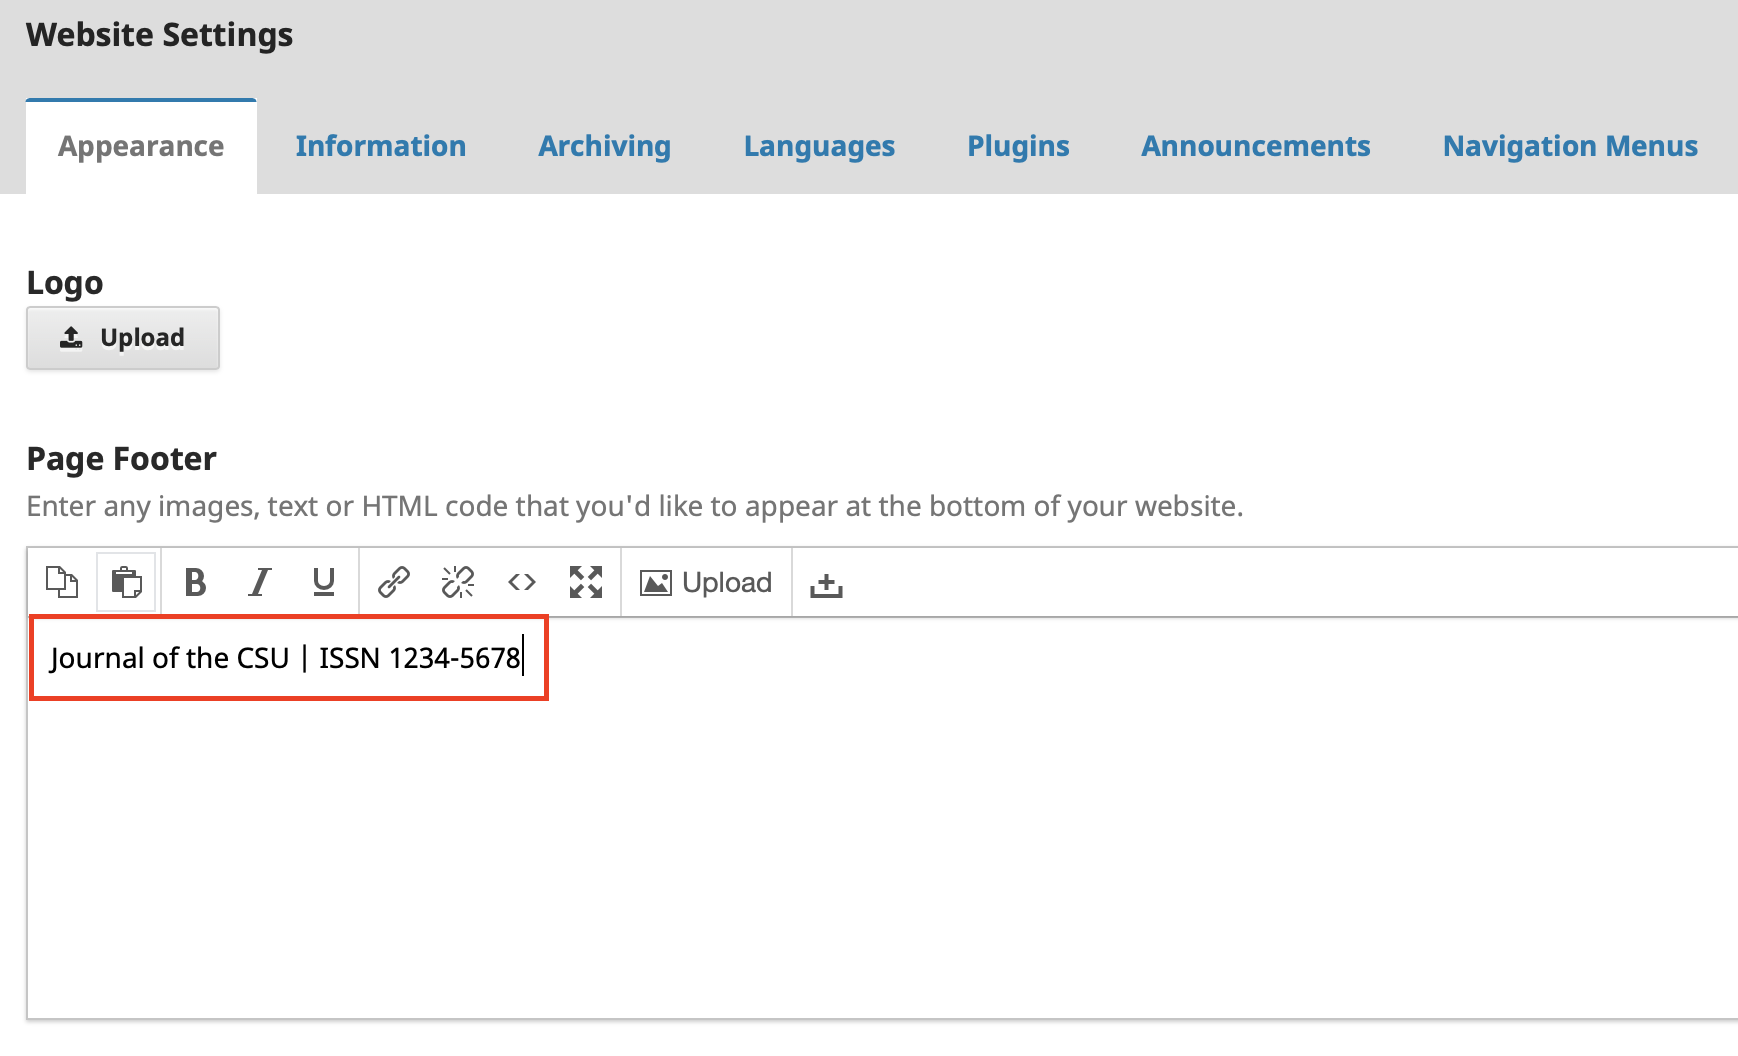 Website Settings
Appearance Information Archiving Languages Plugins Announcements Navigation Menus
Logo
Upload
Page Footer
Enter any images, text or HTML code that you'd like to appear at the bottom of your website.
B I U <> Upload
Journal of the CSU | ISSN 1234-5678